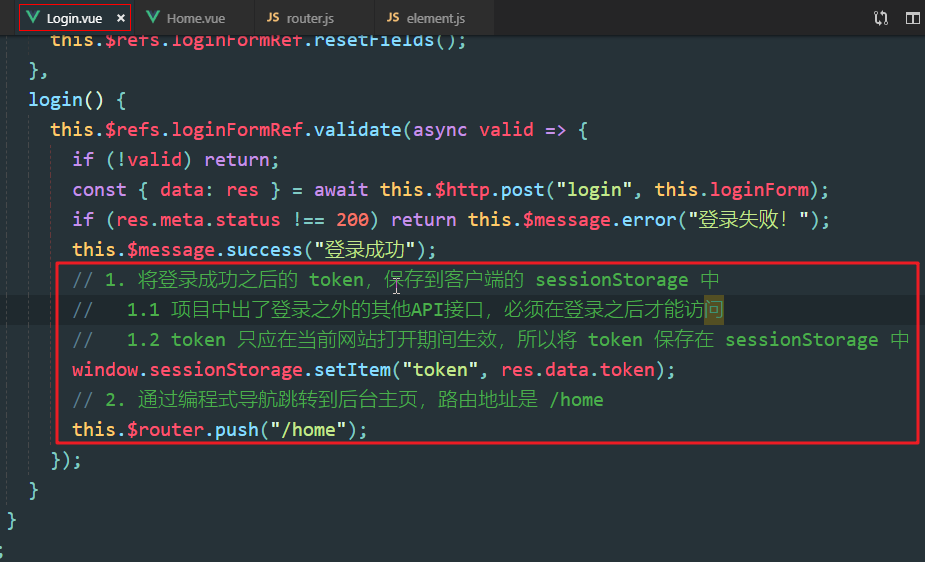 Login.vue × Home.vue JS router.js JS element.js
this.$refs.loginFormRef.resetFields();
},
login() {
this.$refs.loginFormRef.validate(async valid => {
if (!valid) return;
const { data: res } = await this.$http.post("login", this.loginForm);
if (res.meta.status !== 200) return this.$message.error("登录失败！");
this.$message.success("登录成功");
// 1. 将登录成功之后的 token，保存到客户端的 sessionStorage 中
//   1.1 项目中出了登录之外的其他API接口，必须在登录之后才能访问
//   1.2 token 只应在当前网站打开期间生效，所以将 token 保存在 sessionStorage 中
window.sessionStorage.setItem("token", res.data.token);
// 2. 通过编程式导航跳转到后台主页，路由地址是 /home
this.$router.push("/home");
});
}
}
;